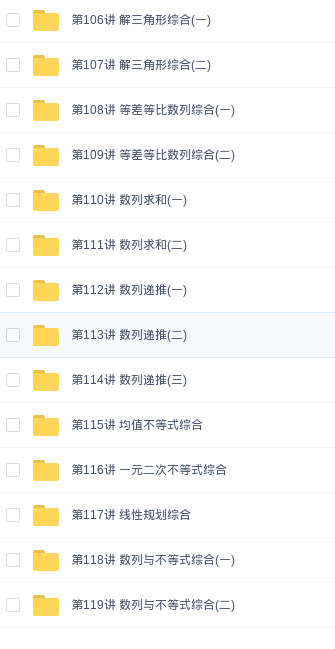 第106讲 解三角形综合(一)
第107讲 解三角形综合(二)
第108讲 等差等比数列综合(一)
第109讲 等差等比数列综合(二)
第110讲 数列求和(一)
第111讲 数列求和(二)
第112讲 数列递推(一)
第113讲 数列递推(二)
第114讲 数列递推(三)
第115讲 均值不等式综合
第116讲 一元二次不等式综合
第117讲 线性规划综合
第118讲 数列与不等式综合(一)
第119讲 数列与不等式综合(二)